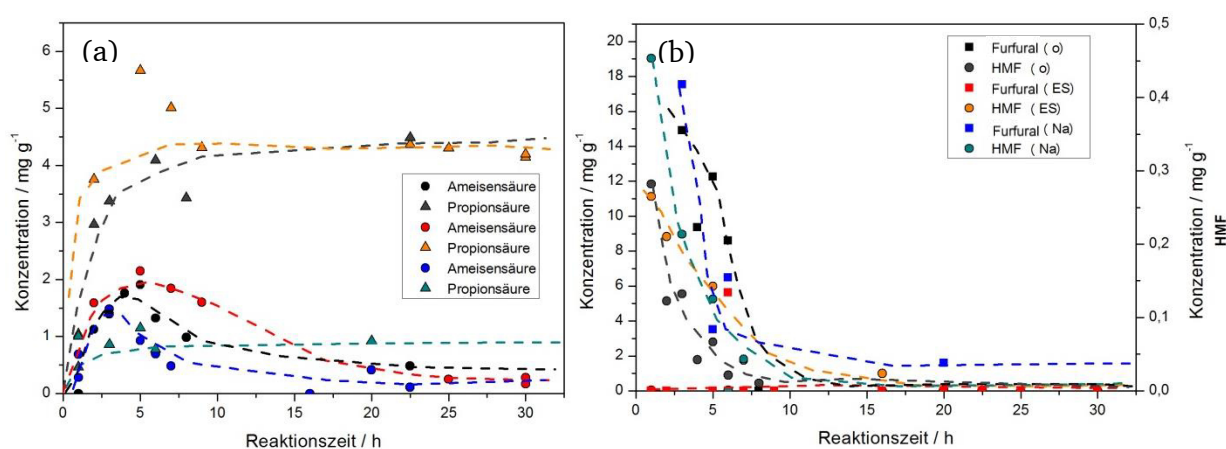 (a)
6
5
4
3
2
1
0
Konzentration / mg g⁻¹
0 5 10 15 20 25 30
Reaktionszeit / h
Ameisensäure
Propionsäure
Ameisensäure
Propionsäure
Ameisensäure
Propionsäure
(b)
20
18
16
14
12
10
8
6
4
2
0
Konzentration / mg g⁻¹
0 5 10 15 20 25 30
Reaktionszeit / h
Furfural ( o )
HMF ( o )
Furfural ( ES )
HMF ( ES )
Furfural ( Na )
HMF ( Na )
0,5
0,4
0,3
0,2
0,1
0,0
Konzentration / mg g⁻¹
HMF